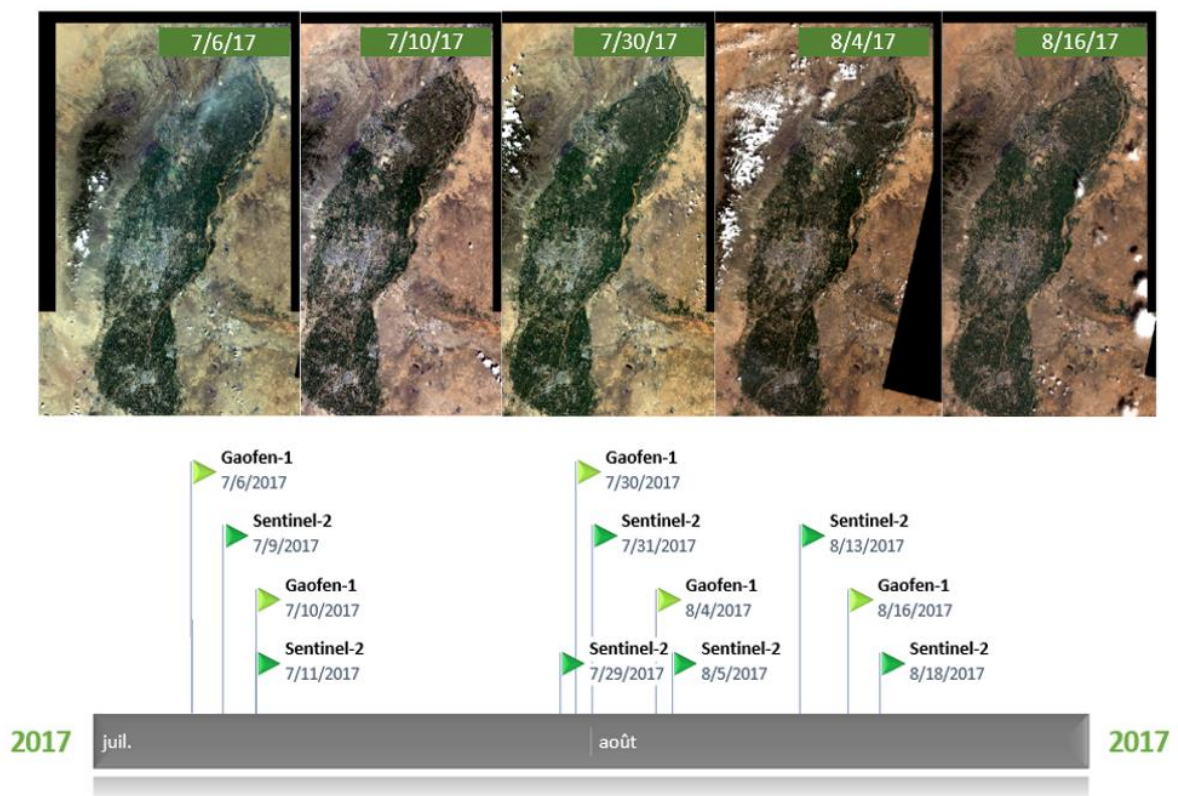 7/6/17
7/10/17
7/30/17
8/4/17
8/16/17
Gaofen-1
7/6/2017
Gaofen-1
7/30/2017
Sentinel-2
7/9/2017
Sentinel-2
7/31/2017
Sentinel-2
8/13/2017
Gaofen-1
7/10/2017
Gaofen-1
8/4/2017
Gaofen-1
8/16/2017
Sentinel-2
7/11/2017
Sentinel-2
7/29/2017
Sentinel-2
8/5/2017
Sentinel-2
8/18/2017
2017
juil.
août
2017